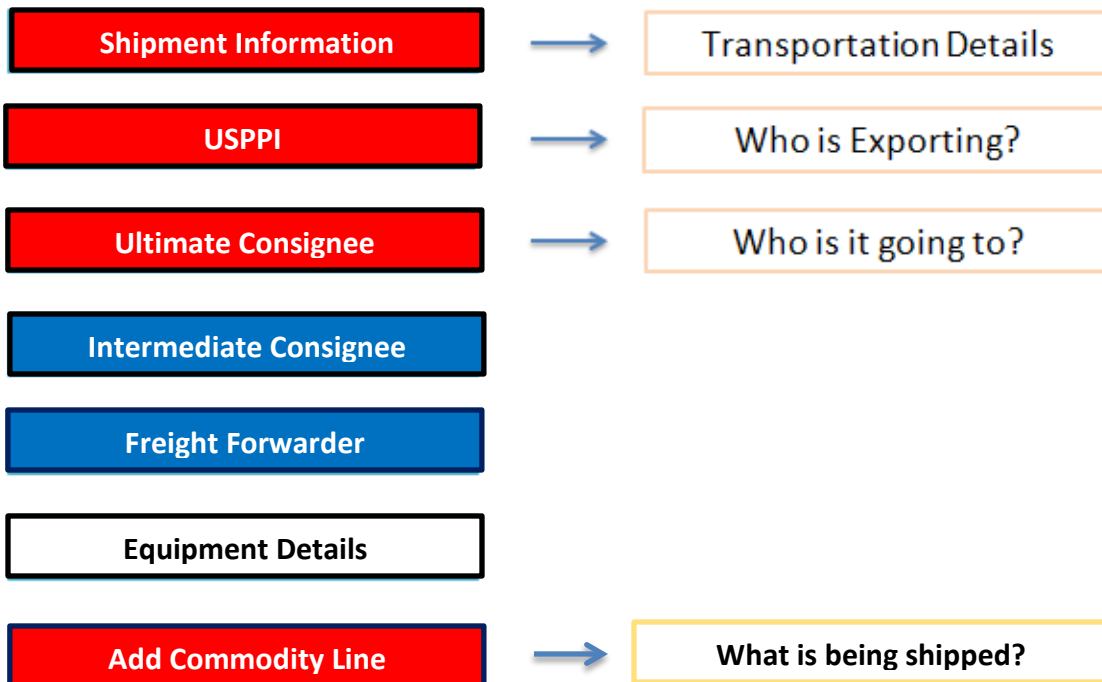 Shipment Information
Transportation Details
USPPI
Who is Exporting?
Ultimate Consignee
Who is it going to?
Intermediate Consignee
Freight Forwarder
Equipment Details
Add Commodity Line
What is being shipped?